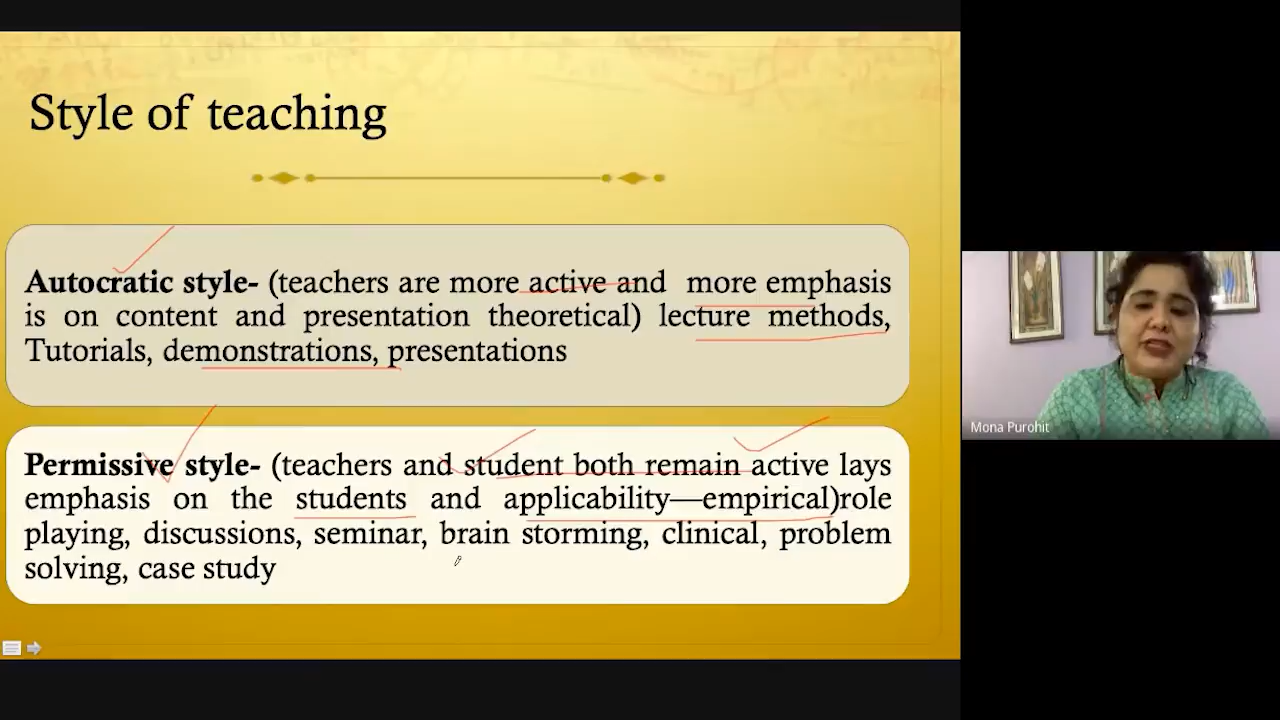 Style of teaching
Autocratic style- (teachers are more active and more emphasis
is on content and presentation theoretical) lecture methods,
Tutorials, demonstrations, presentations
Permissive style- (teachers and student both remain active lays
emphasis on the students and applicability—empirical)role
playing, discussions, seminar, brain storming, clinical, problem
solving, case study
Mona Purohit